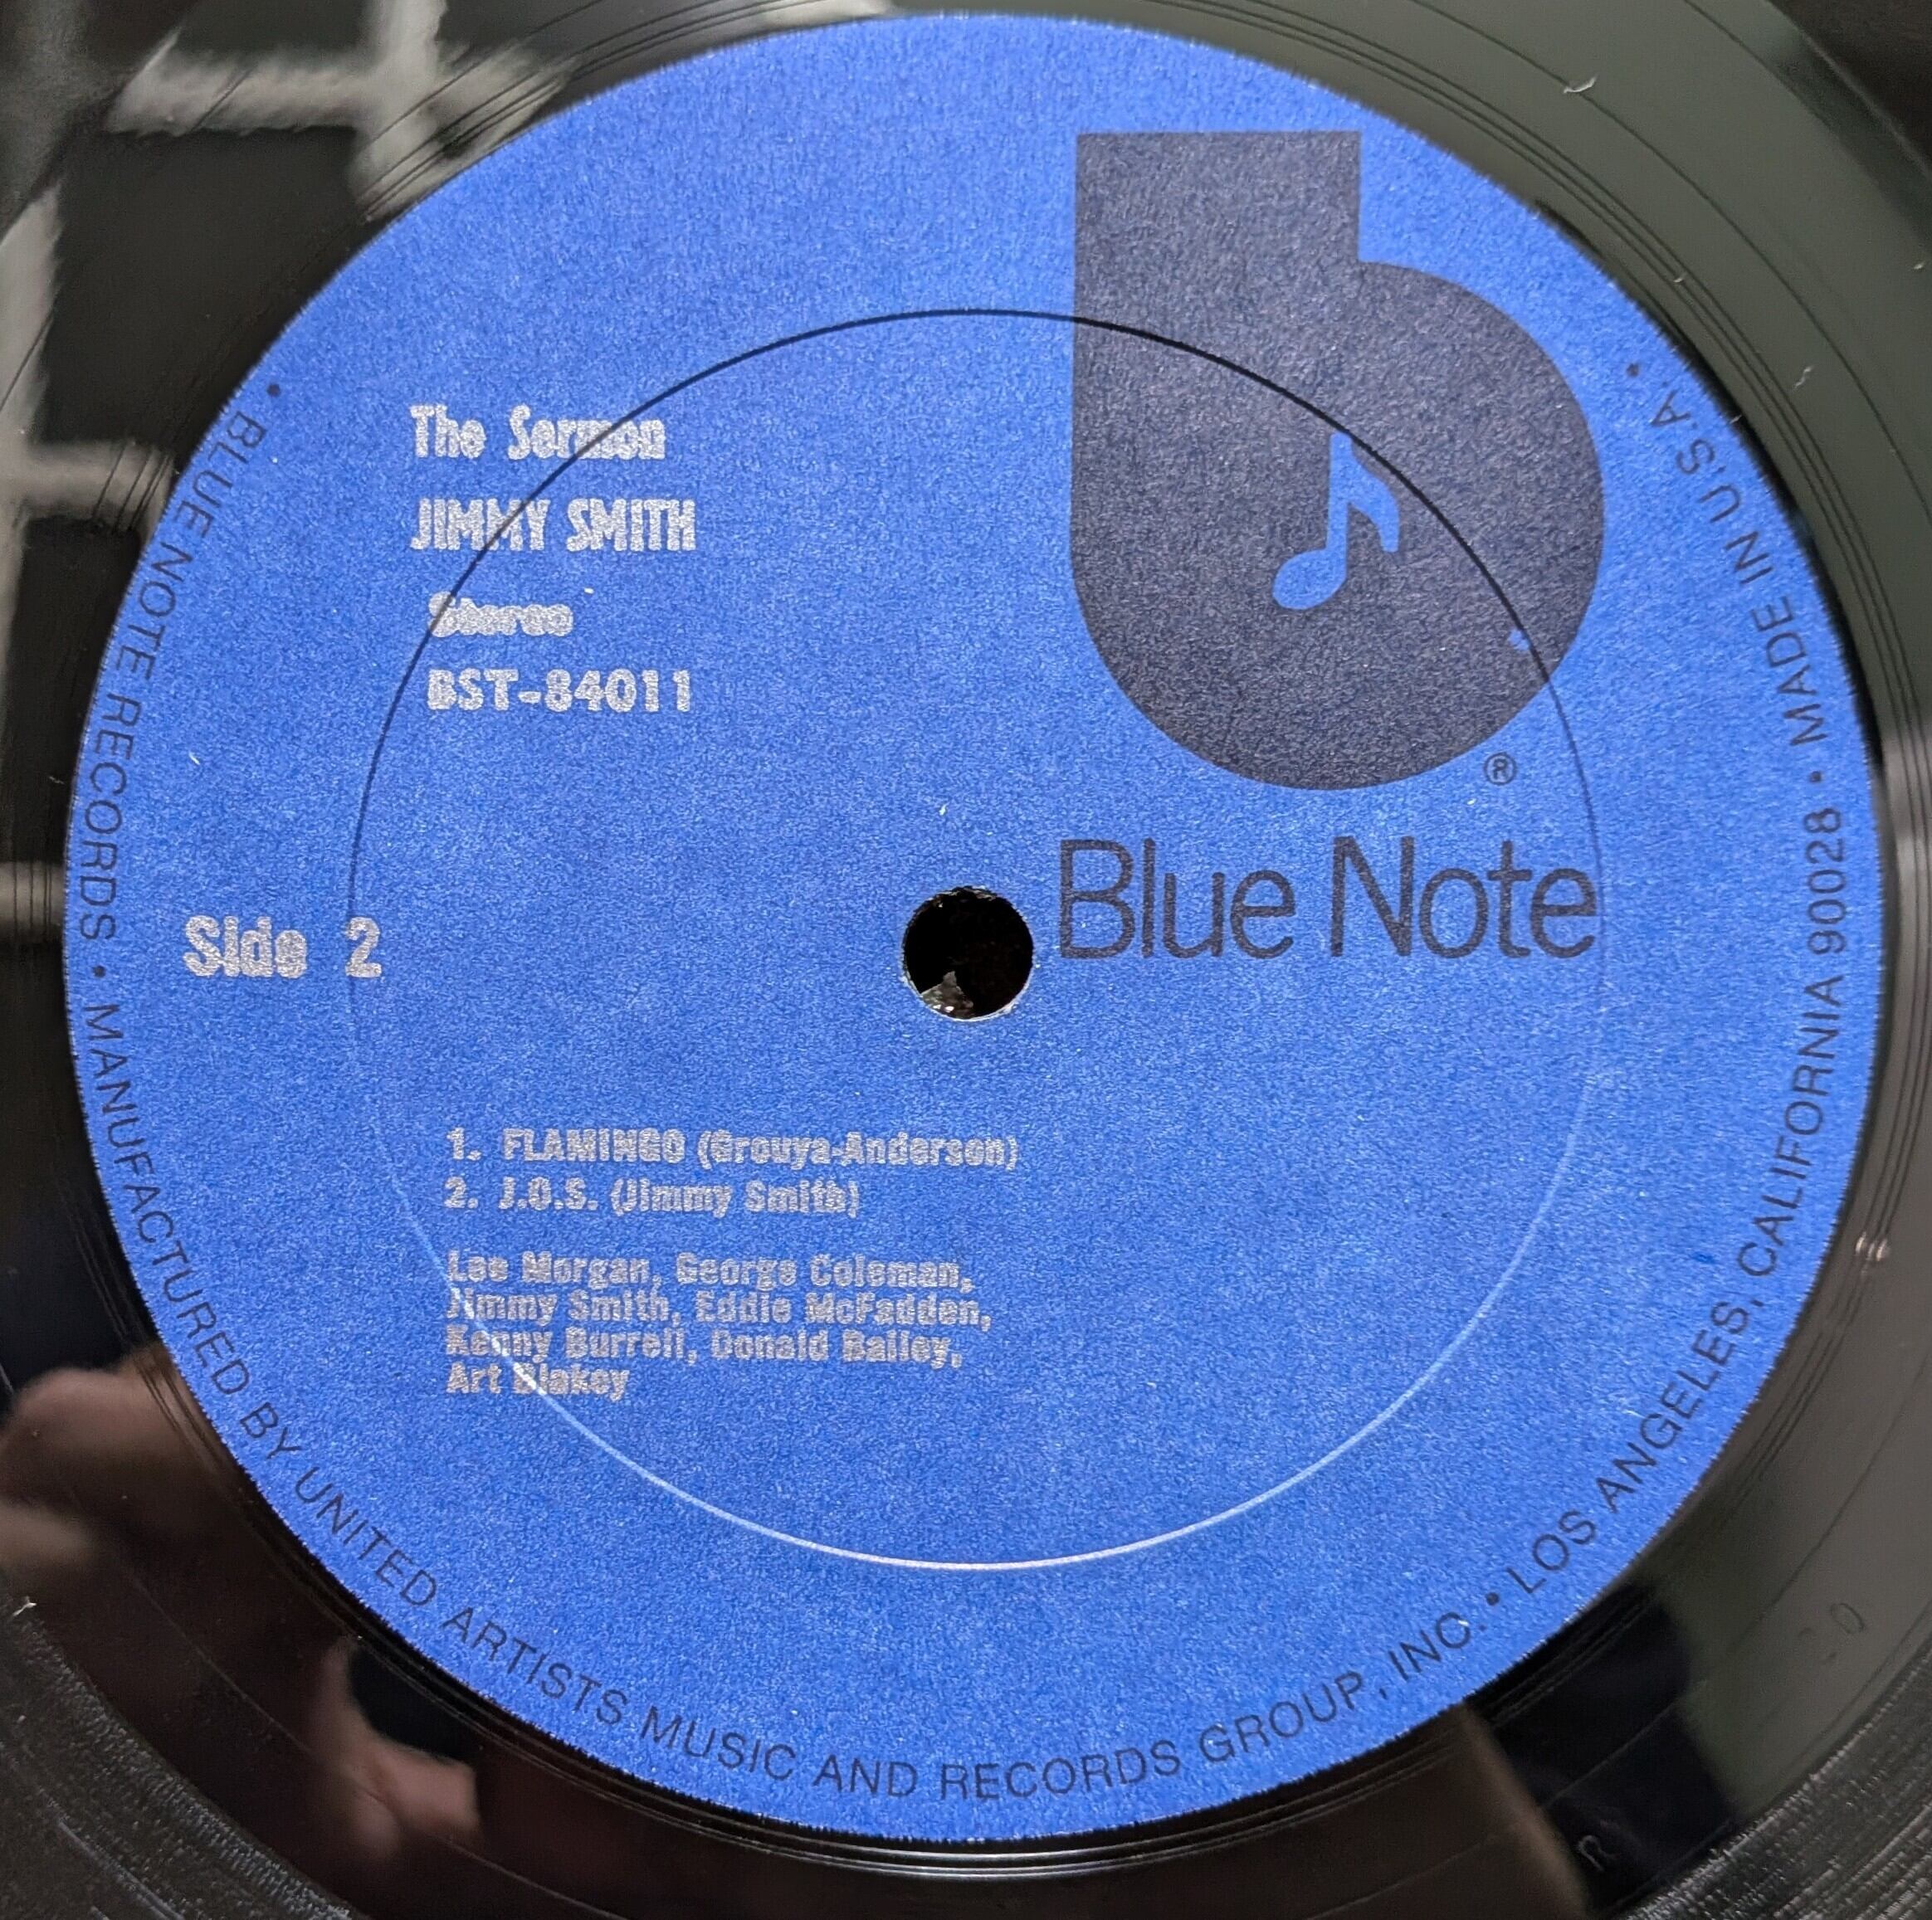 The Sermon
JIMMY SMITH
Stereo
BST-84011
®
Blue Note
Side 2
1. FLAMINGO (Grouya-Anderson)
2. J.O.S. (Jimmy Smith)
Lee Morgan, George Coleman,
Jimmy Smith, Eddie McFadden,
Kenny Burrell, Donald Bailey,
Art Blakey
• BLUE NOTE RECORDS • MANUFACTURED BY UNITED ARTISTS MUSIC AND RECORDS GROUP, INC. • LOS ANGELES, CALIFORNIA 90028 • MADE IN U.S.A. •